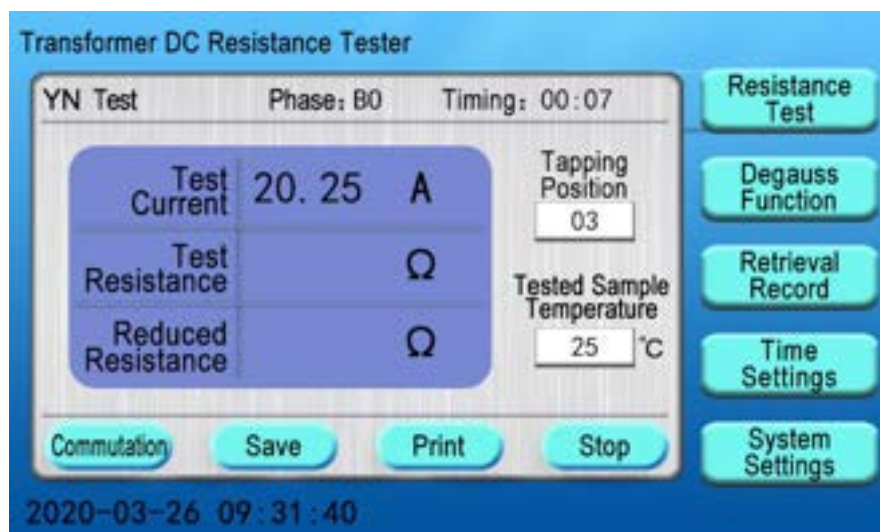 Transformer DC Resistance Tester
YN Test Phase: B0 Timing: 00:07
Test
Current 20.25 A
Test
Resistance Ω
Reduced
Resistance Ω
Tapping
Position
03
Tested Sample
Temperature
25 ℃
Commutation Save Print Stop
Resistance
Test
Degauss
Function
Retrieval
Record
Time
Settings
System
Settings
2020-03-26 09:31:40